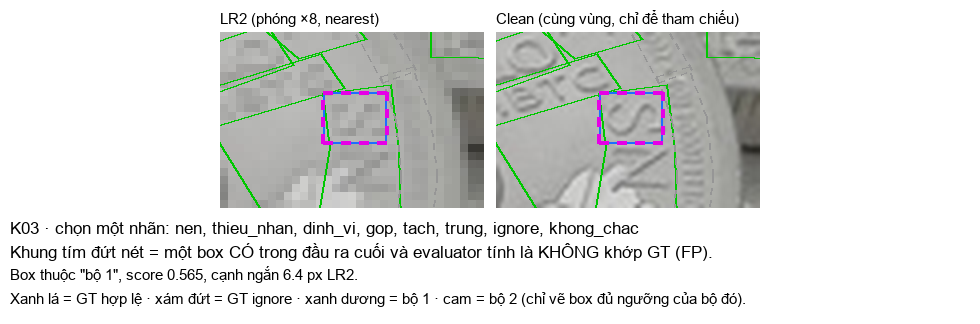 LR2 (phóng ×8, nearest)
Clean (cùng vùng, chỉ để tham chiếu)
K03 · chọn một nhãn: nen, thieu_nhan, dinh_vi, gop, tach, trung, ignore, khong_chac
Khung tím đứt nét = một box CÓ trong đầu ra cuối và evaluator tính là KHÔNG khớp GT (FP).
Box thuộc "bộ 1", score 0.565, cạnh ngắn 6.4 px LR2.
Xanh lá = GT hợp lệ · xám đứt = GT ignore · xanh dương = bộ 1 · cam = bộ 2 (chỉ vẽ box đủ ngưỡng của bộ đó).